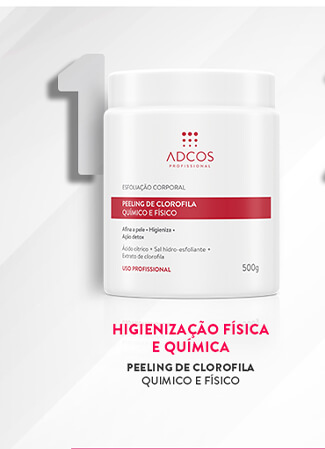 1
ADCOS
PROFISSIONAL
ESFOLIAÇÃO CORPORAL
PEELING DE CLOROFILA
QUÍMICO E FÍSICO
Afina a pele • Higieniza •
Ação detox
Ácido cítrico • Sal hidro-esfoliante •
Extrato de clorofila
USO PROFISSIONAL
500g
HIGIENIZAÇÃO FÍSICA
E QUÍMICA
PEELING DE CLOROFILA
QUIMICO E FÍSICO